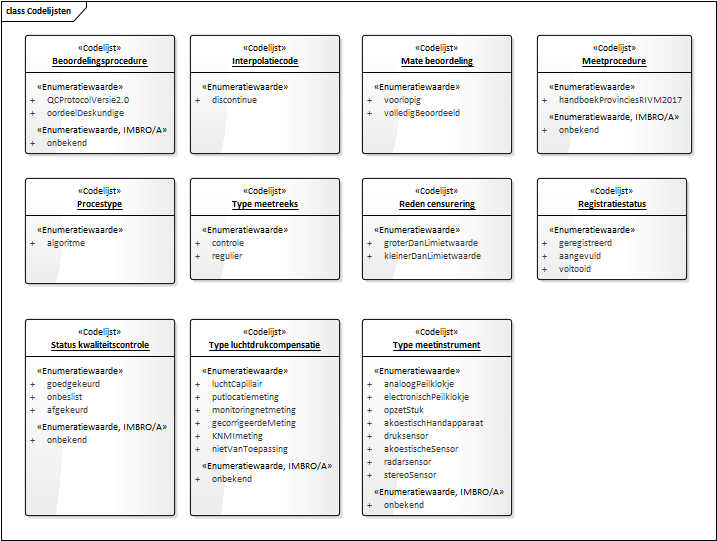 class Codelijsten
«Codelijst»
Beoordelingsprocedure
«Enumeratiewaarde»
+ QCProtocolVersie2.0
+ oordeelDeskundige
«Enumeratiewaarde, IMBRO/A»
+ onbekend
«Codelijst»
Interpolatiecode
«Enumeratiewaarde»
+ discontinue
«Codelijst»
Mate beoordeling
«Enumeratiewaarde»
+ voorlopig
+ volledigBeoordeeld
«Codelijst»
Meetprocedure
«Enumeratiewaarde»
+ handboekProvinciesRIVM2017
«Enumeratiewaarde, IMBRO/A»
+ onbekend
«Codelijst»
Procestype
«Enumeratiewaarde»
+ algoritme
«Codelijst»
Type meetreeks
«Enumeratiewaarde»
+ controle
+ regulier
«Codelijst»
Reden censurering
«Enumeratiewaarde»
+ groterDanLimietwaarde
+ kleinerDanLimietwaarde
«Codelijst»
Registratiestatus
«Enumeratiewaarde»
+ geregistreerd
+ aangevuld
+ voltooid
«Codelijst»
Status kwaliteitscontrole
«Enumeratiewaarde»
+ goedgekeurd
+ onbeslist
+ afgekeurd
«Enumeratiewaarde, IMBRO/A»
+ onbekend
«Codelijst»
Type luchtdrukcompensatie
«Enumeratiewaarde»
+ luchtCapillair
+ putlocatiemeting
+ monitoringnetmeting
+ gecorrigeerdeMeting
+ KNMImeting
+ nietVanToepassing
«Enumeratiewaarde, IMBRO/A»
+ onbekend
«Codelijst»
Type meetinstrument
«Enumeratiewaarde»
+ analoogPeilklokje
+ electronischPeilklokje
+ opzetStuk
+ akoestischHandapparaat
+ druksensor
+ akoestischeSensor
+ radarsensor
+ stereoSensor
«Enumeratiewaarde, IMBRO/A»
+ onbekend